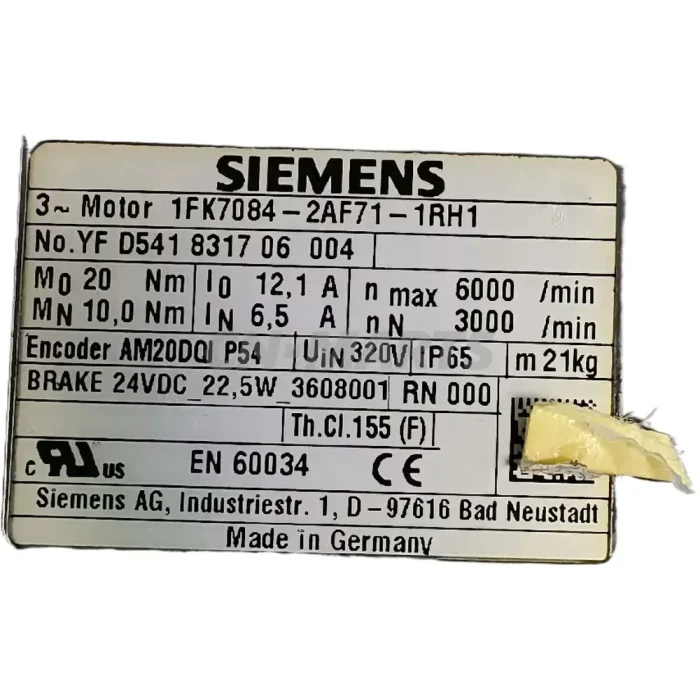 SIEMENS
3~ Motor 1FK7084-2AF71-1RH1
No.YF D541 8317 06 004
M0 20 Nm I0 12,1 A n max 6000 /min
MN 10,0 Nm IN 6,5 A n N 3000 /min
Encoder AM20DQI P54 UIN 320V IP65 m 21kg
BRAKE 24VDC_22,5W_3608001 RN 000
Th.Cl.155 (F)
c RU US EN 60034 CE
Siemens AG, Industriestr. 1, D-97616 Bad Neustadt
Made in Germany